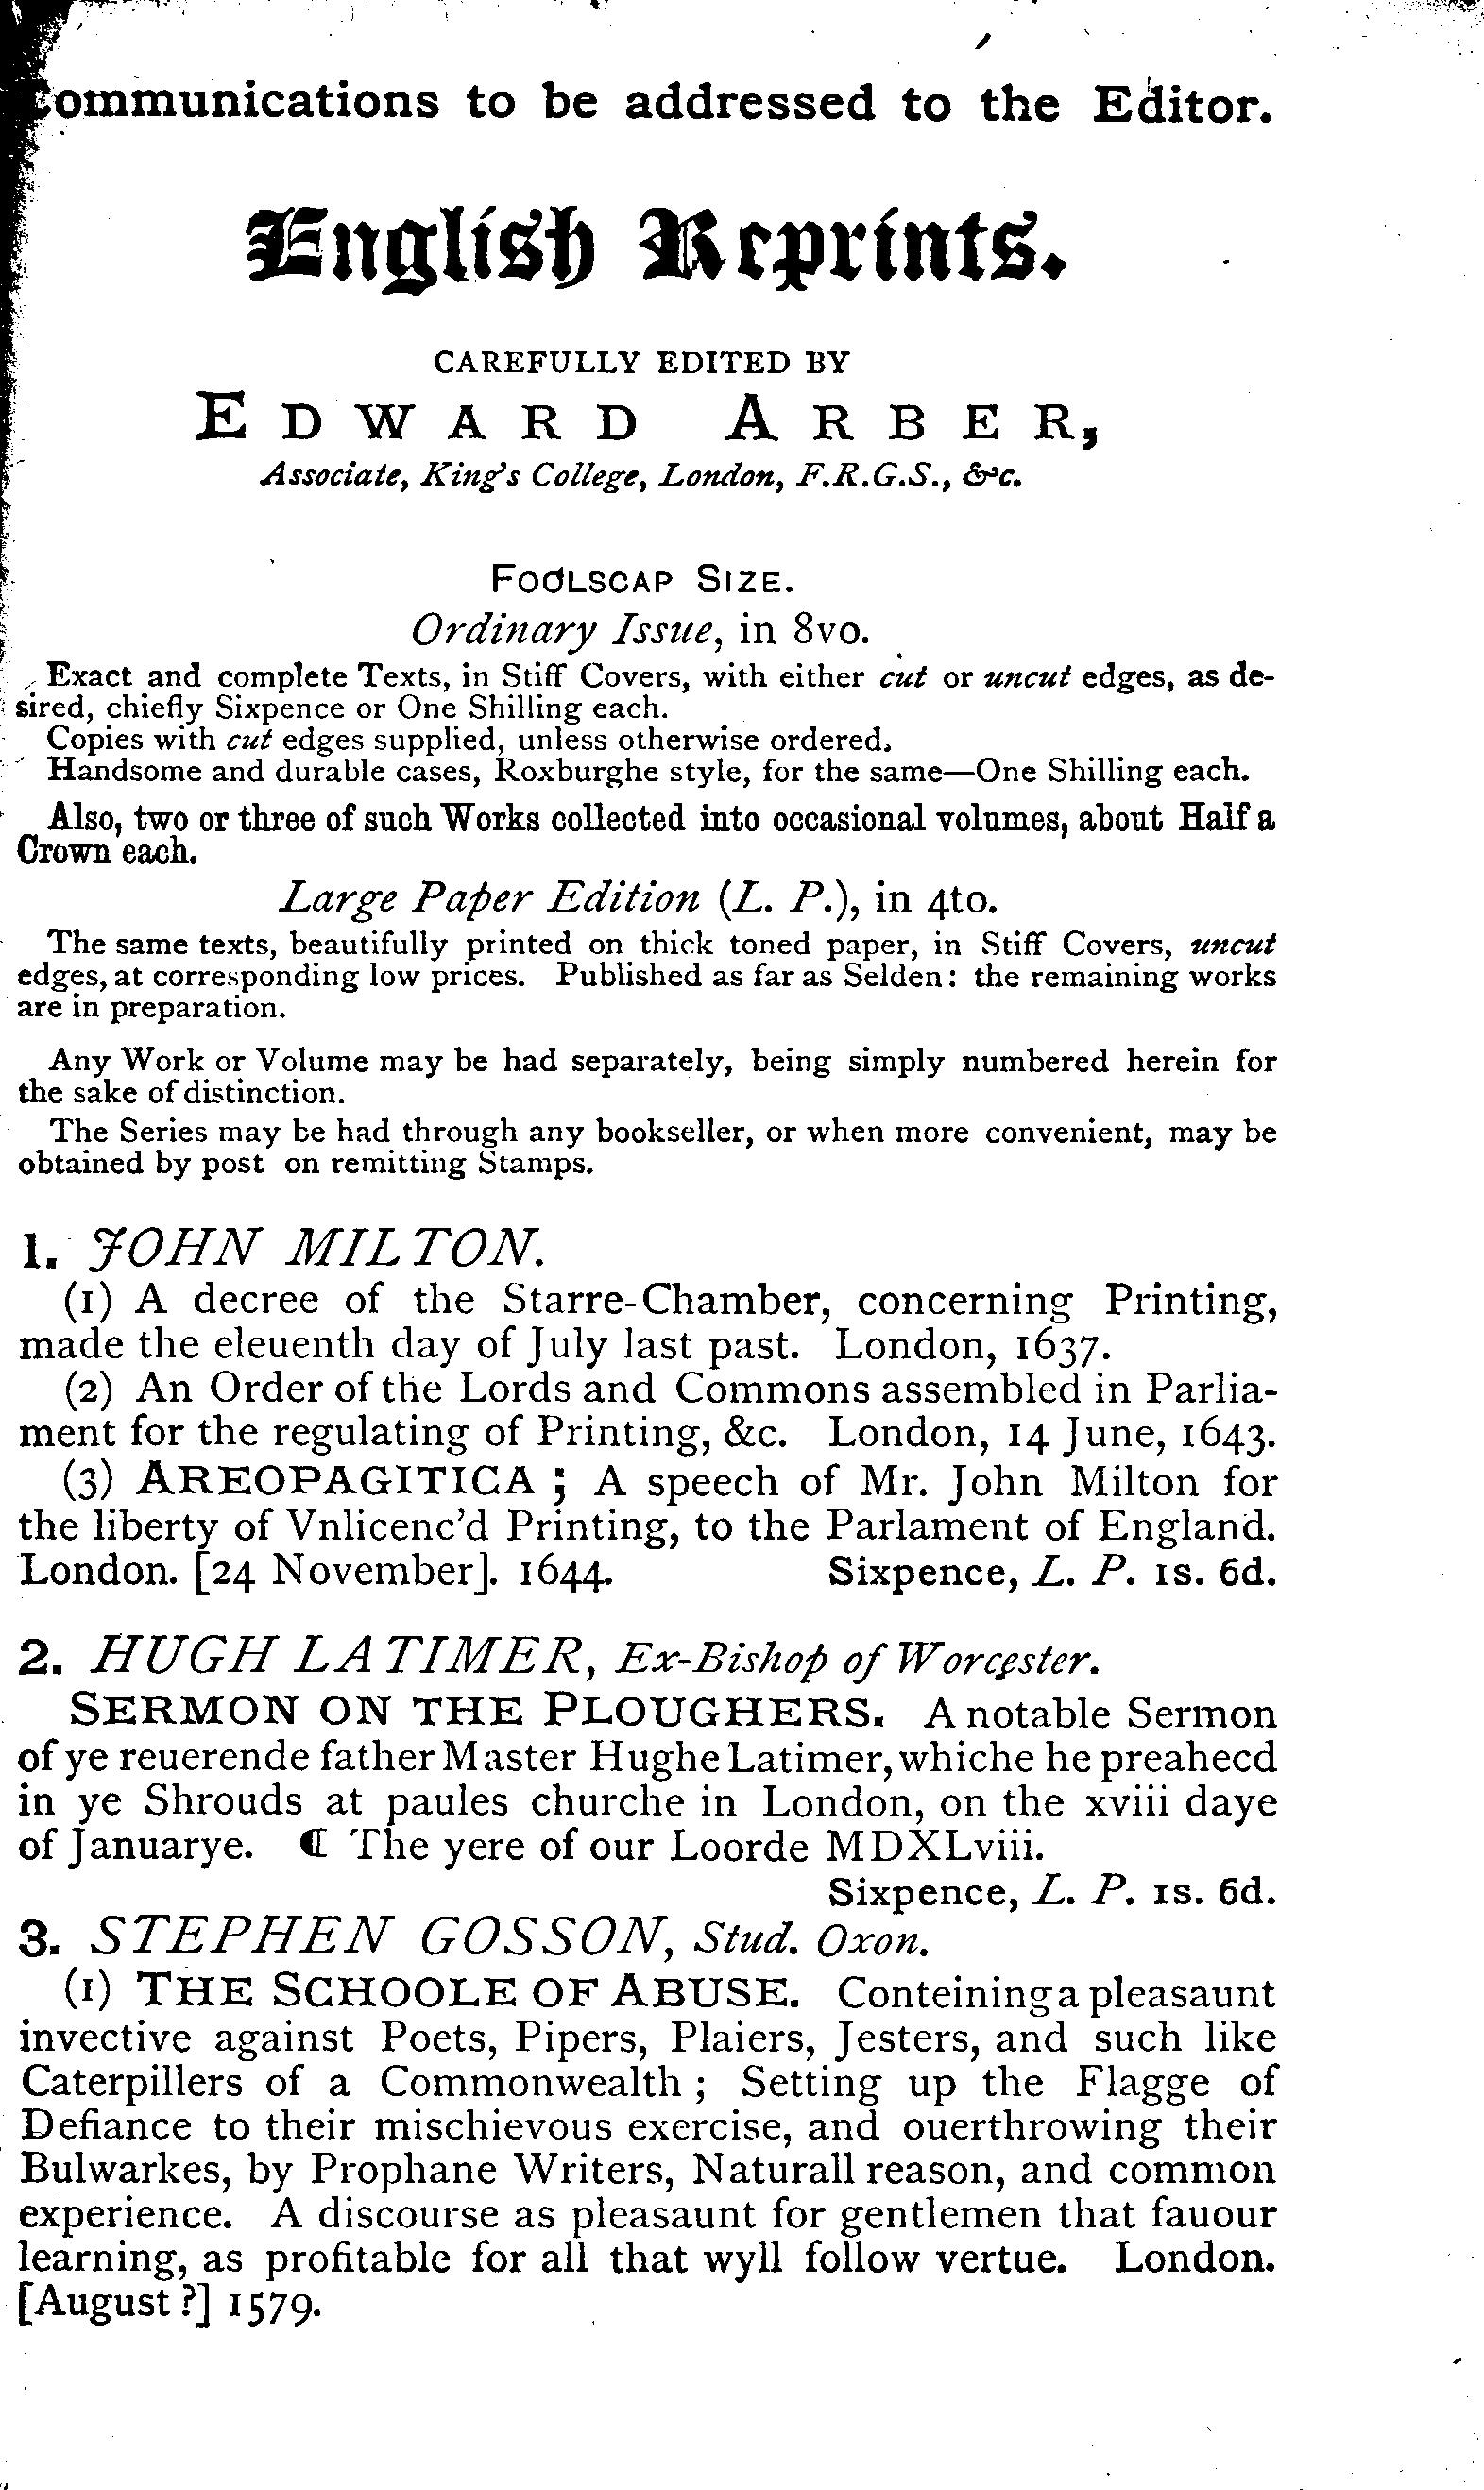 Communications to be addressed to the Editor.
English Reprints.
CAREFULLY EDITED BY
EDWARD ARBER,
Associate, King's College, London, F.R.G.S., &c.
FOOLSCAP SIZE.
Ordinary Issue, in 8vo.
Exact and complete Texts, in Stiff Covers, with either cut or uncut edges, as de-
sired, chiefly Sixpence or One Shilling each.
Copies with cut edges supplied, unless otherwise ordered.
Handsome and durable cases, Roxburghe style, for the same—One Shilling each.
Also, two or three of such Works collected into occasional volumes, about Half a
Crown each.
Large Paper Edition (L. P.), in 4to.
The same texts, beautifully printed on thick toned paper, in Stiff Covers, uncut
edges, at corresponding low prices. Published as far as Selden: the remaining works
are in preparation.
Any Work or Volume may be had separately, being simply numbered herein for
the sake of distinction.
The Series may be had through any bookseller, or when more convenient, may be
obtained by post on remitting Stamps.
1. JOHN MILTON.
(1) A decree of the Starre-Chamber, concerning Printing,
made the eleuenth day of July last past. London, 1637.
(2) An Order of the Lords and Commons assembled in Parlia-
ment for the regulating of Printing, &c. London, 14 June, 1643.
(3) AREOPAGITICA ; A speech of Mr. John Milton for
the liberty of Vnlicenc'd Printing, to the Parlament of England.
London. [24 November]. 1644. Sixpence, L. P. 1s. 6d.
2. HUGH LATIMER, Ex-Bishop of Worcester.
SERMON ON THE PLOUGHERS. A notable Sermon
of ye reuerende father Master Hughe Latimer, whiche he preahecd
in ye Shrouds at paules churche in London, on the xviii daye
of Januarye. ¶ The yere of our Loorde MDXLviii.
Sixpence, L. P. 1s. 6d.
3. STEPHEN GOSSON, Stud. Oxon.
(1) THE SCHOOLE OF ABUSE. Conteining a pleasaunt
invective against Poets, Pipers, Plaiers, Jesters, and such like
Caterpillers of a Commonwealth ; Setting up the Flagge of
Defiance to their mischievous exercise, and ouerthrowing their
Bulwarkes, by Prophane Writers, Naturall reason, and common
experience. A discourse as pleasaunt for gentlemen that fauour
learning, as profitable for all that wyll follow vertue. London.
[August ?] 1579.